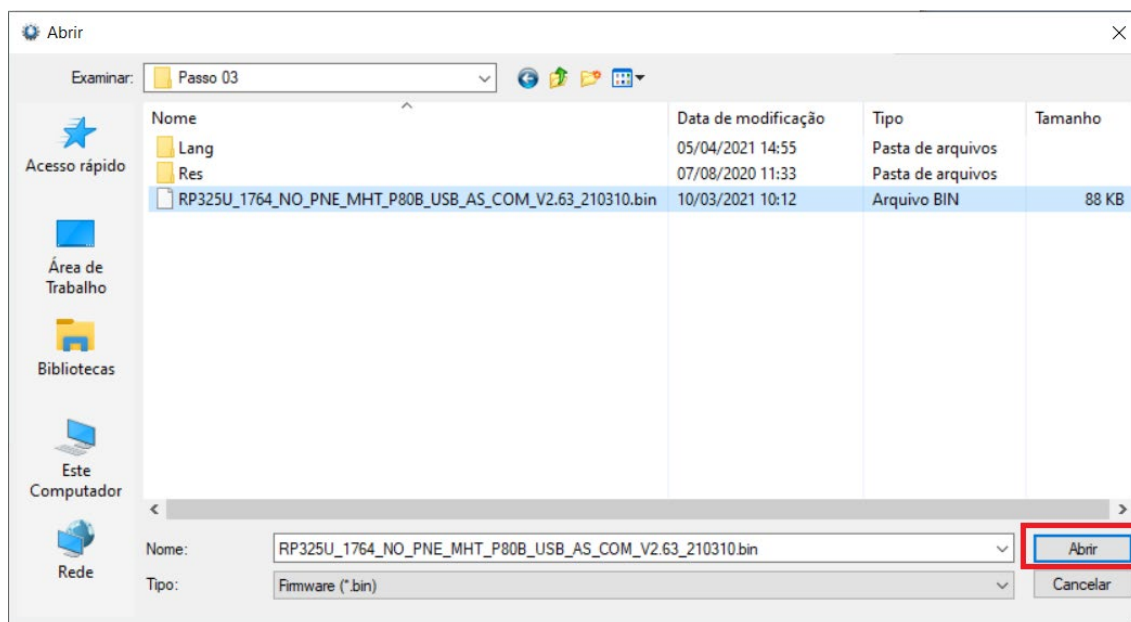 Abrir
Examinar: Passo 03
Nome Data de modificação Tipo Tamanho
Lang 05/04/2021 14:55 Pasta de arquivos
Res 07/08/2020 11:33 Pasta de arquivos
RP325U_1764_NO_PNE_MHT_P80B_USB_AS_COM_V2.63_210310.bin 10/03/2021 10:12 Arquivo BIN 88 KB
Acesso rápido
Área de
Trabalho
Bibliotecas
Este
Computador
Rede
Nome: RP325U_1764_NO_PNE_MHT_P80B_USB_AS_COM_V2.63_210310.bin Abrir
Tipo: Firmware (*.bin) Cancelar